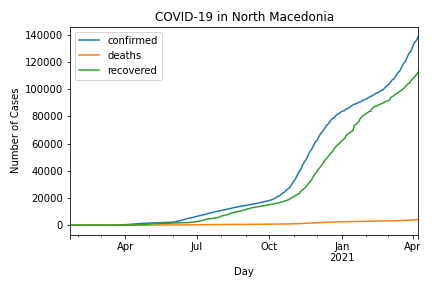 COVID-19 in North Macedonia
confirmed
deaths
recovered
Number of Cases
140000
120000
100000
80000
60000
40000
20000
0
Apr
Jul
Oct
Jan
2021
Apr
Day